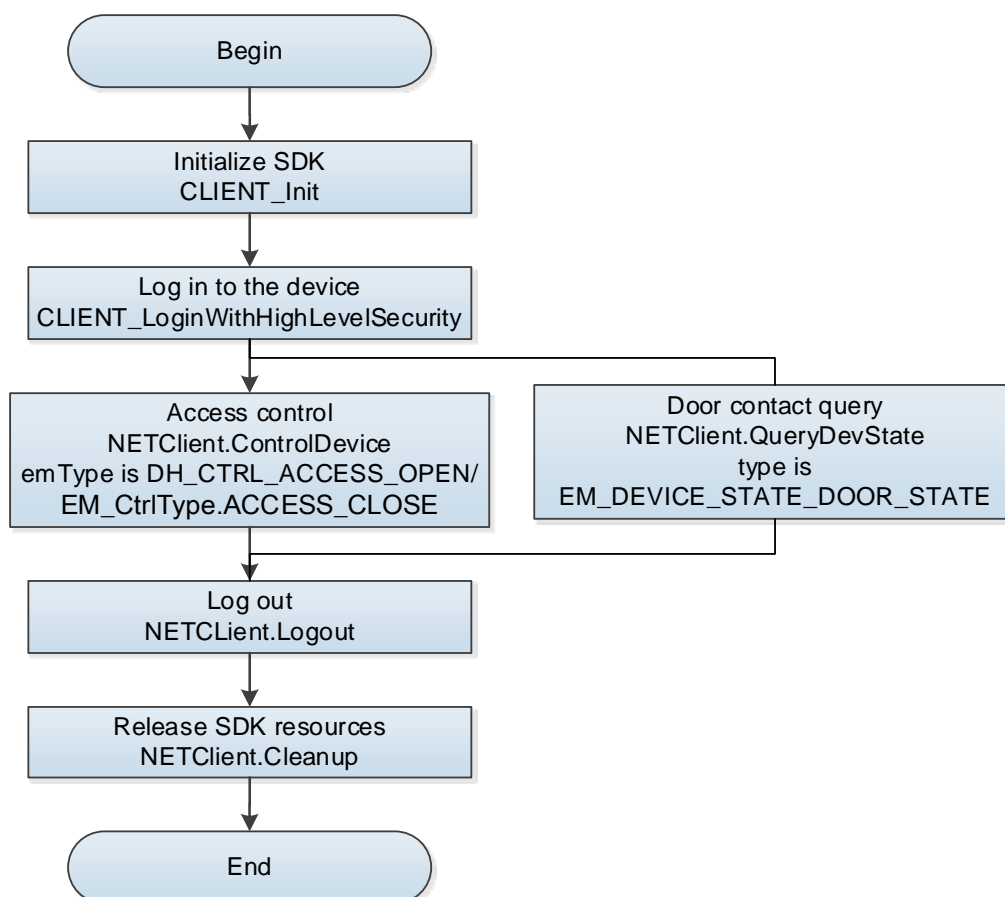 Begin
Initialize SDK
CLIENT_Init
Log in to the device
CLIENT_LoginWithHighLevelSecurity
Access control
NETClient.ControlDevice
emType is DH_CTRL_ACCESS_OPEN/
EM_CtrlType.ACCESS_CLOSE
Door contact query
NETClient.QueryDevState
type is
EM_DEVICE_STATE_DOOR_STATE
Log out
NETCLient.Logout
Release SDK resources
NETClient.Cleanup
End